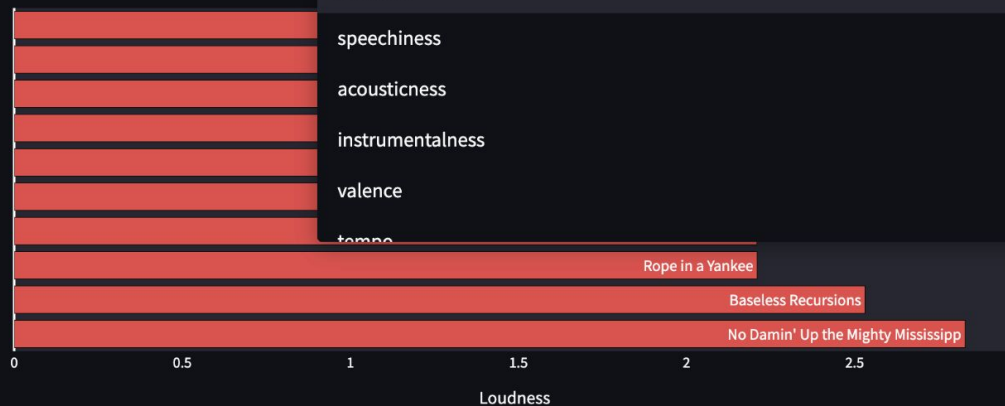 speechiness
acousticness
instrumentalness
valence
tempo
Rope in a Yankee
Baseless Recursions
No Damin' Up the Mighty Mississipp
0 0.5 1 1.5 2 2.5
Loudness